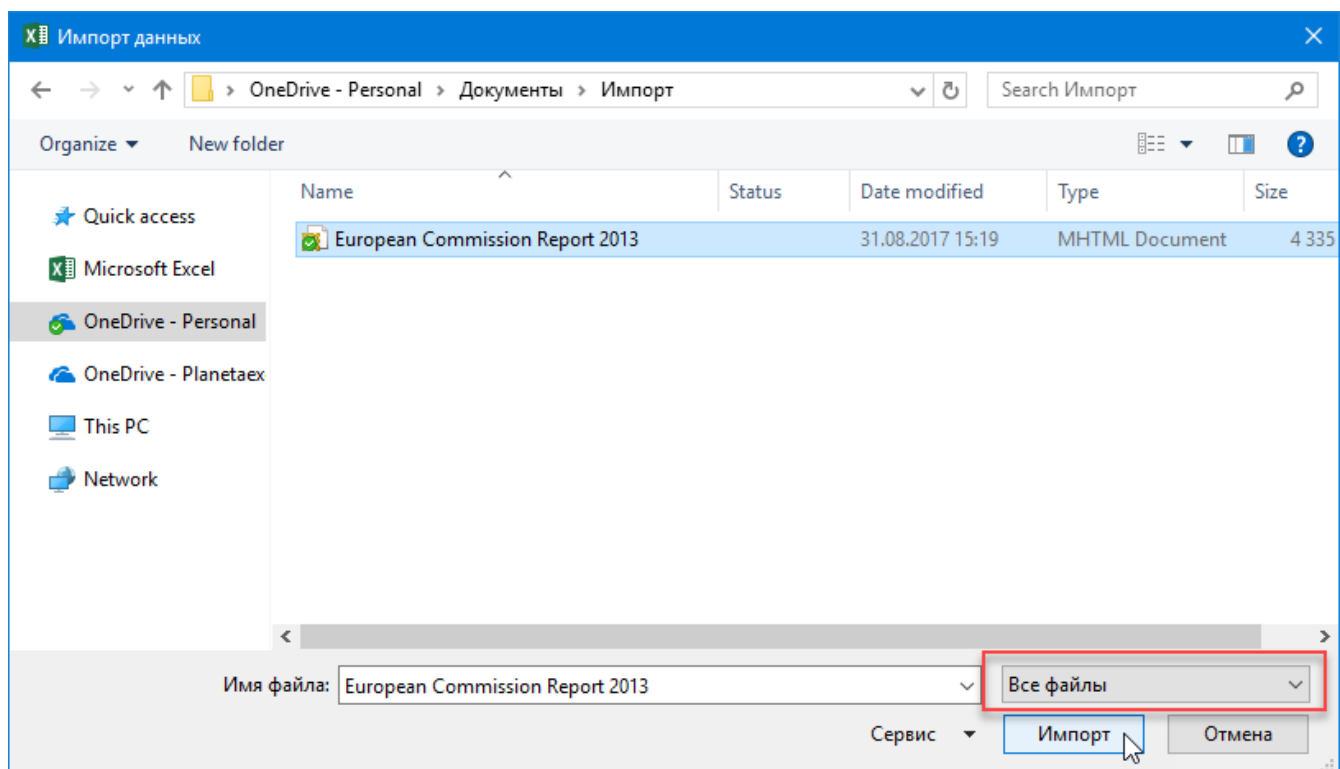 Импорт данных
OneDrive - Personal › Документы › Импорт Search Импорт
Organize New folder
Name Status Date modified Type Size
Quick access
European Commission Report 2013 31.08.2017 15:19 MHTML Document 4 335
Microsoft Excel
OneDrive - Personal
OneDrive - Planetaex
This PC
Network
Имя файла: European Commission Report 2013 Все файлы
Сервис Импорт Отмена